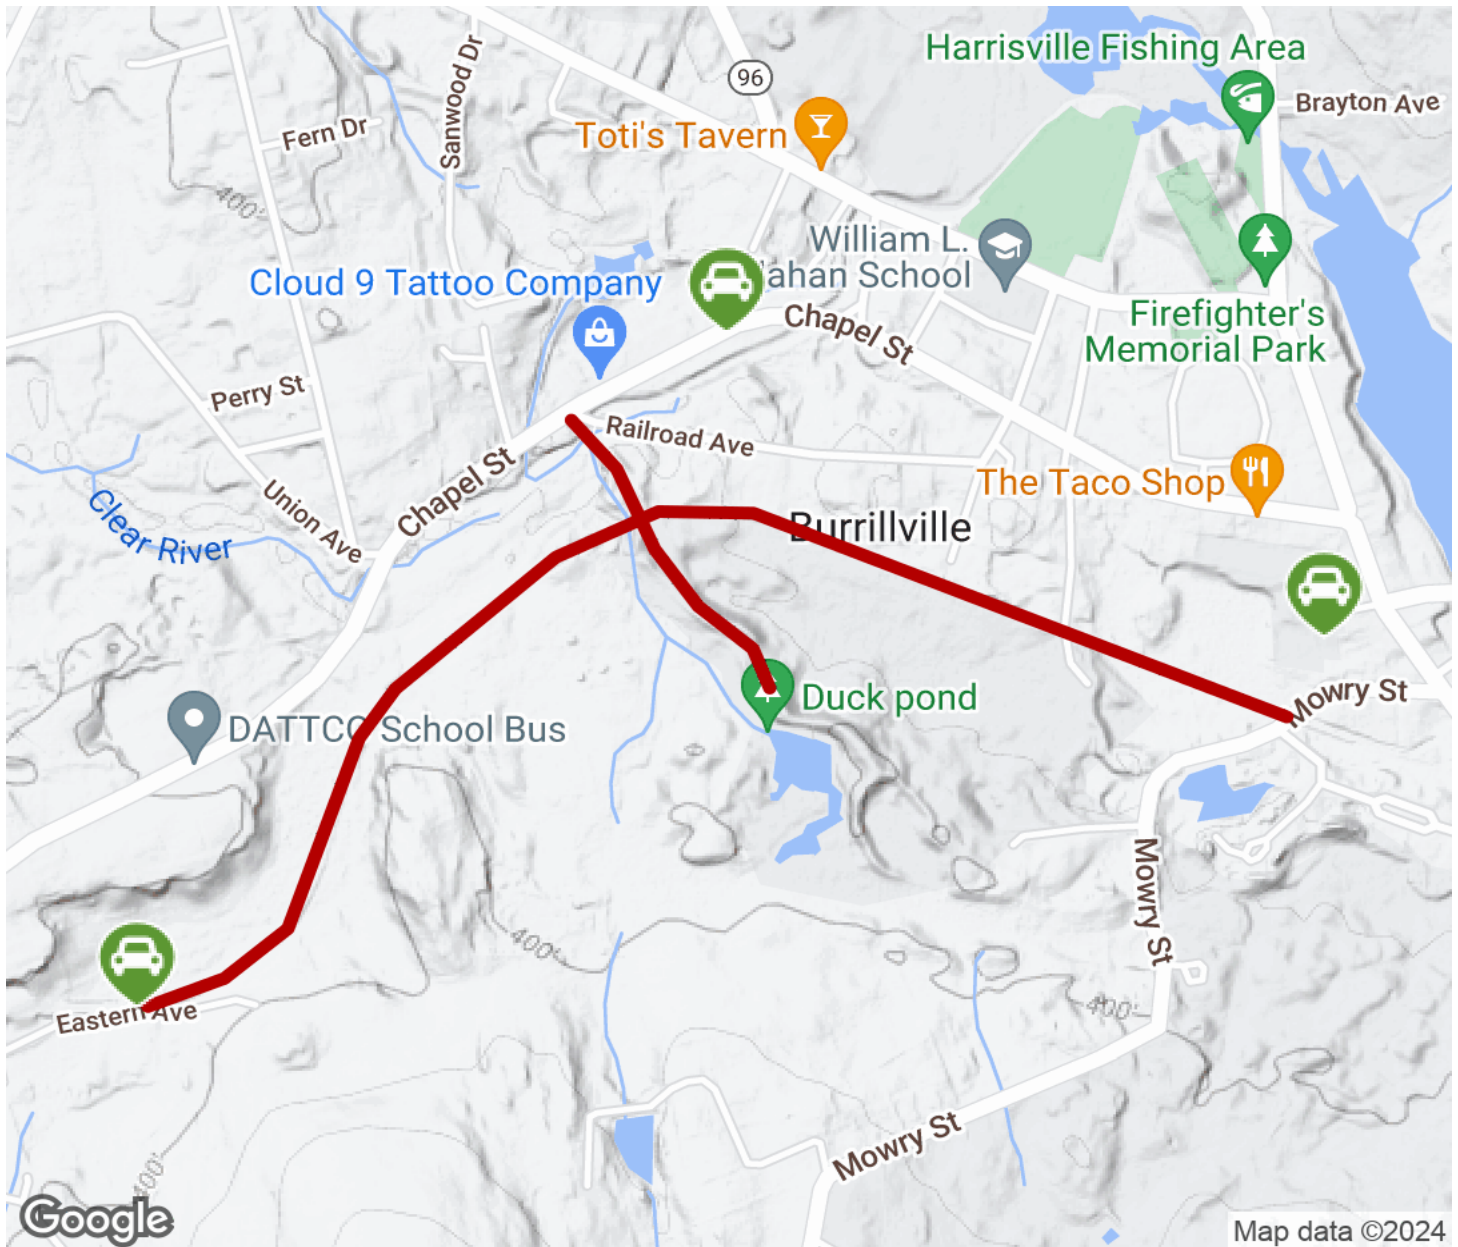 Harrisville Fishing Area
96
Brayton Ave
Toti's Tavern
Sanwood Dr
Fern Dr
400'
William L.
lahan School
Cloud 9 Tattoo Company
Chapel St
Firefighter's
Memorial Park
Perry St
Railroad Ave
Chapel St
The Taco Shop
Union Ave
Clear River
Burrillville
Duck pond
Mowry St
DATTCO School Bus
Mowry St
400'
400'
Eastern Ave
Mowry St
400'
Google
Map data ©2024